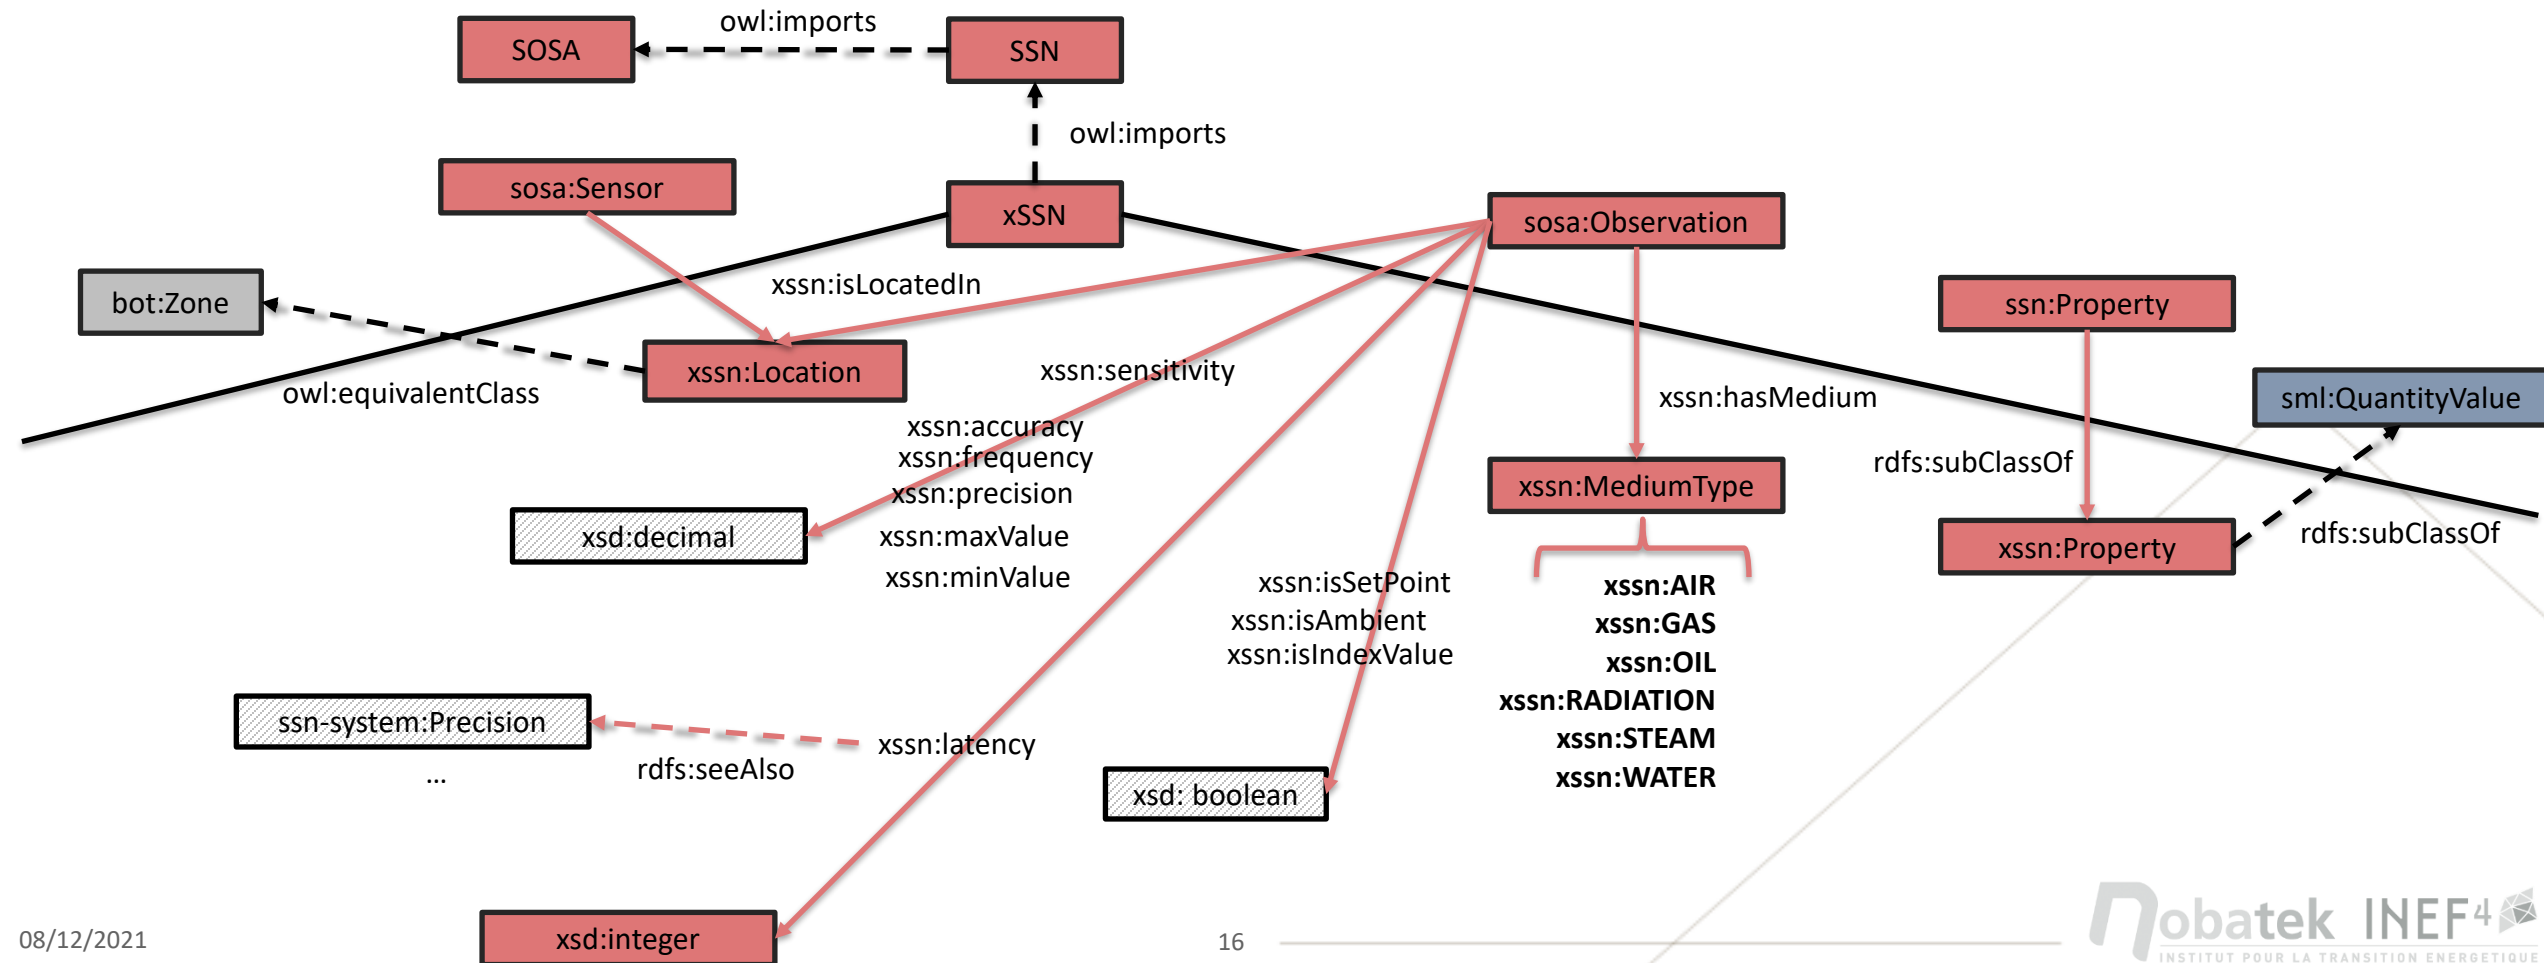 owl:imports
SOSA
SSN
owl:imports
sosa:Sensor
xSSN
sosa:Observation
bot:Zone
xssn:isLocatedIn
ssn:Property
xssn:Location
xssn:sensitivity
owl:equivalentClass
xssn:hasMedium
sml:QuantityValue
xssn:accuracy
xssn:frequency
xssn:precision
xssn:maxValue
xssn:minValue
rdfs:subClassOf
xssn:MediumType
xsd:decimal
xssn:Property
rdfs:subClassOf
xssn:isSetPoint
xssn:isAmbient
xssn:isIndexValue
xssn:AIR
xssn:GAS
xssn:OIL
xssn:RADIATION
xssn:STEAM
xssn:WATER
ssn-system:Precision
...
rdfs:seeAlso
xssn:latency
xsd: boolean
xsd:integer
08/12/2021
16
nobatek INEF4
INSTITUT POUR LA TRANSITION ENERGETIQUE